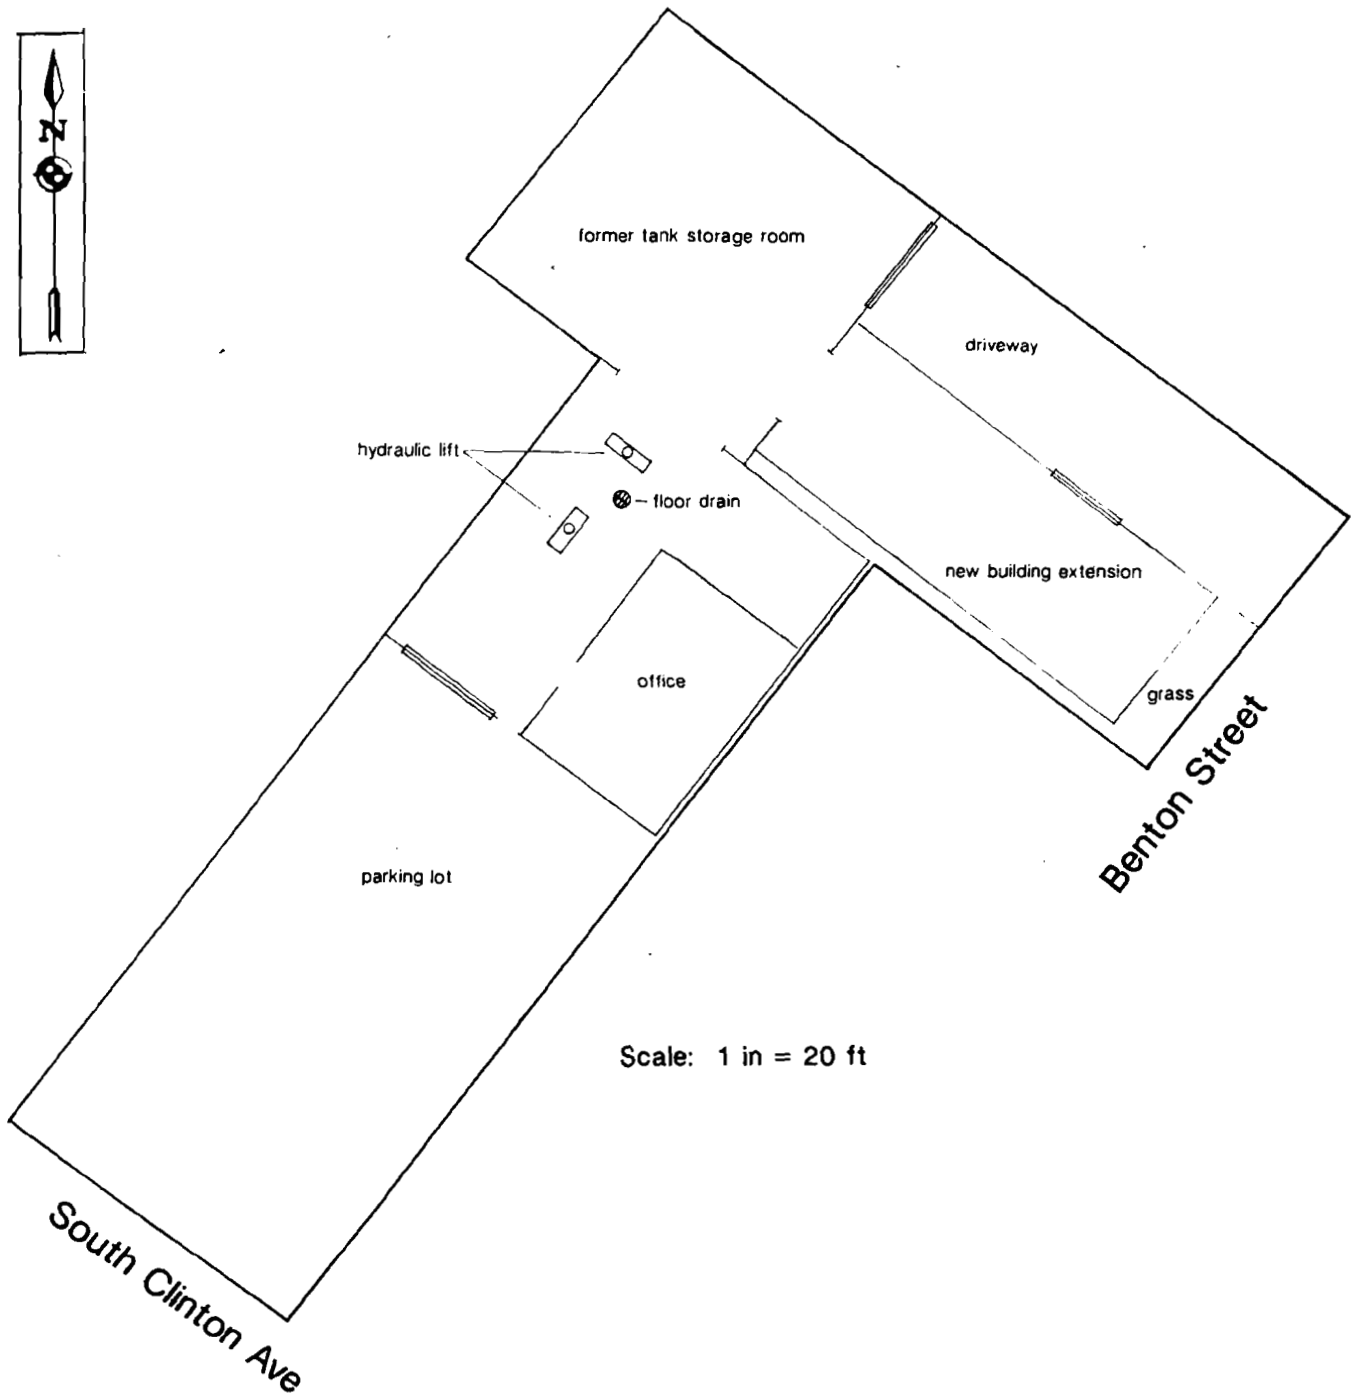 N
former tank storage room
driveway
hydraulic lift
floor drain
new building extension
office
grass
Benton Street
parking lot
Scale: 1 in = 20 ft
South Clinton Ave